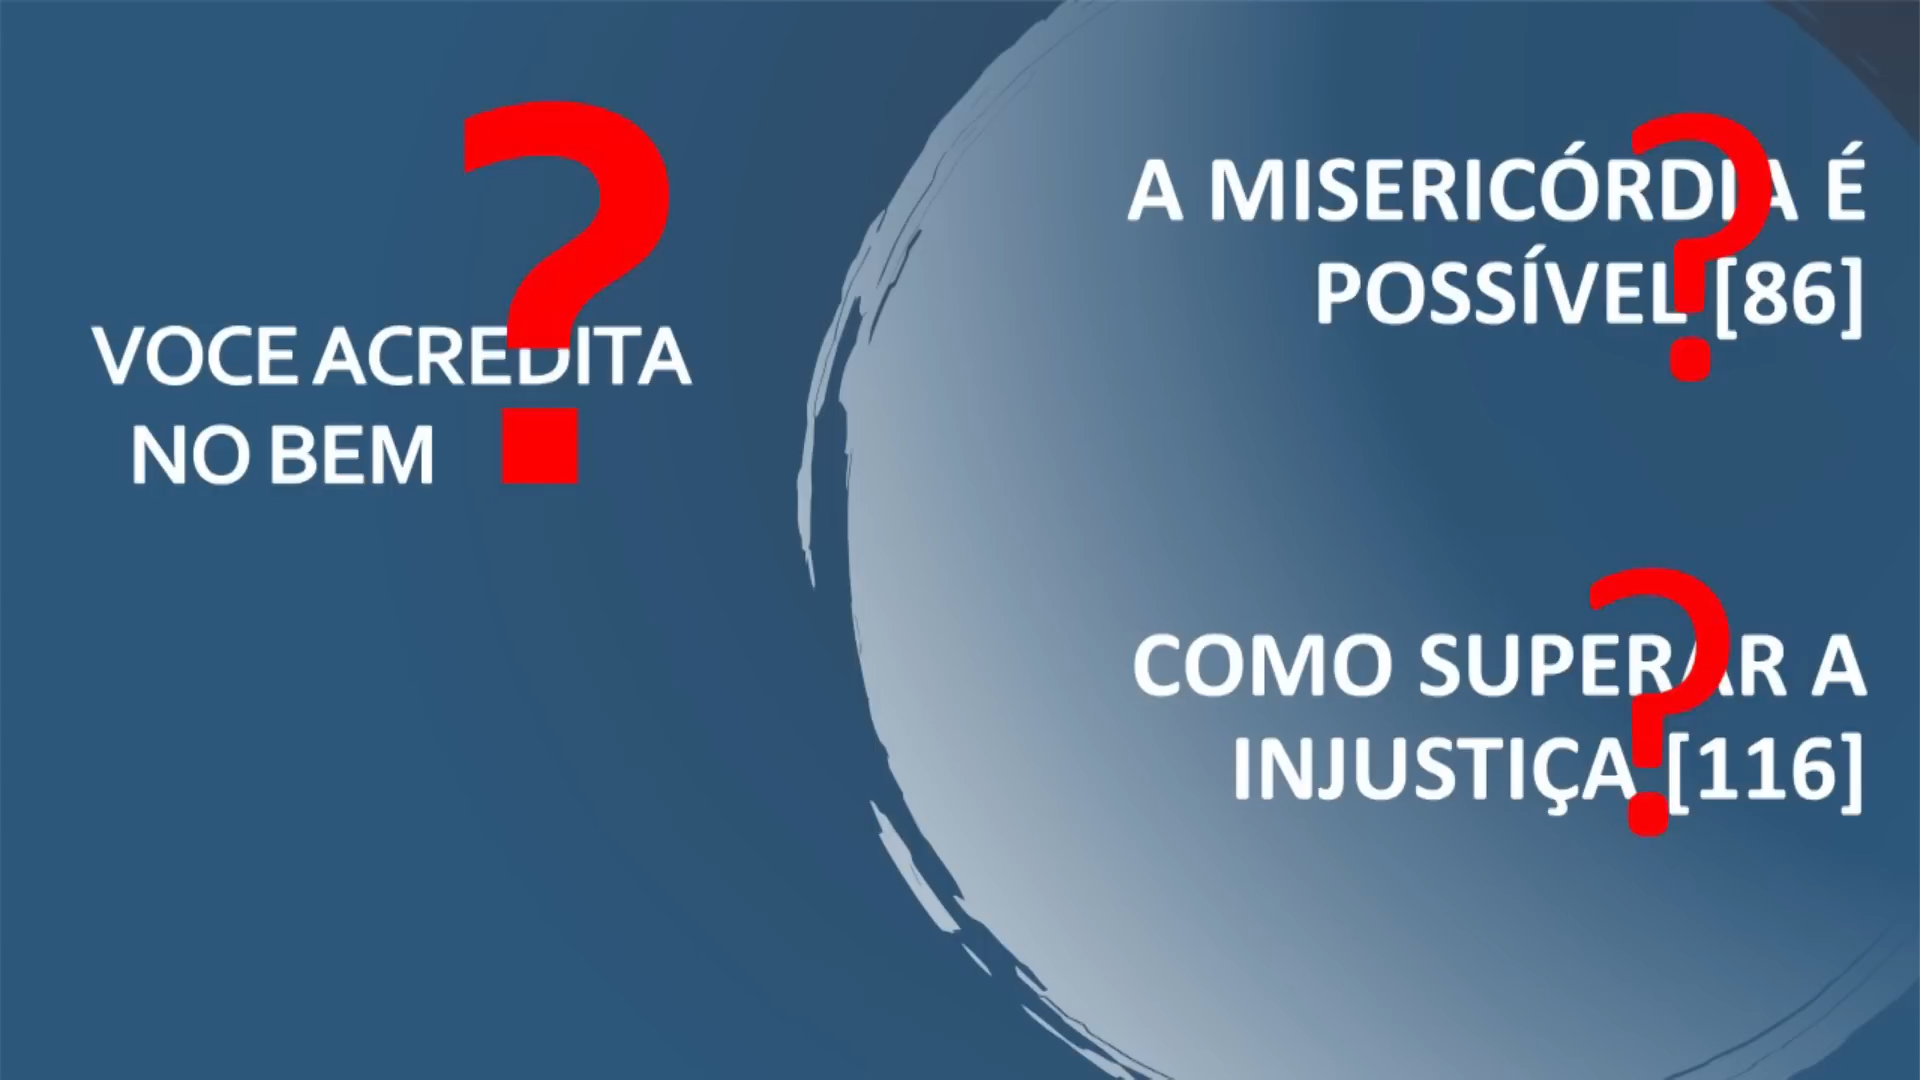 VOCE ACREDITA
NO BEM
?
A MISERICÓRDIA É
POSSÍVEL [86]
?
COMO SUPERAR A
INJUSTIÇA [116]
?